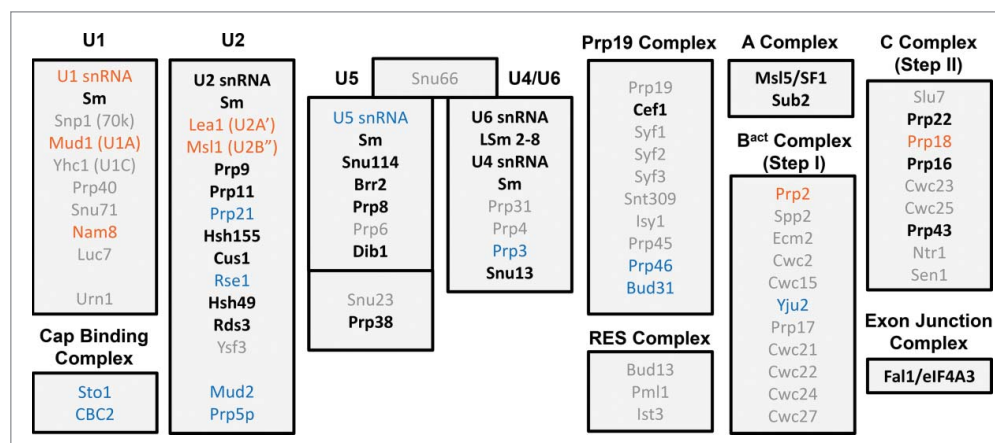 U1
U1 snRNA
Sm
Snp1 (70k)
Mud1 (U1A)
Yhc1 (U1C)
Prp40
Snu71
Nam8
Luc7
Urn1
Cap Binding
Complex
Sto1
CBC2
U2
U2 snRNA
Sm
Lea1 (U2A’)
Msl1 (U2B”)
Prp9
Prp11
Prp21
Hsh155
Cus1
Rse1
Hsh49
Rds3
Ysf3
Mud2
Prp5p
U5
Snu66
U4/U6
U5 snRNA
Sm
Snu114
Brr2
Prp8
Prp6
Dib1
Snu23
Prp38
U6 snRNA
LSm 2-8
U4 snRNA
Sm
Prp31
Prp4
Prp3
Snu13
Prp19 Complex
Prp19
Cef1
Syf1
Syf2
Syf3
Snt309
Isy1
Prp45
Prp46
Bud31
RES Complex
Bud13
Pml1
Ist3
A Complex
Msl5/SF1
Sub2
Bact Complex
(Step I)
Prp2
Spp2
Ecm2
Cwc2
Cwc15
Yju2
Prp17
Cwc21
Cwc22
Cwc24
Cwc27
C Complex
(Step II)
Slu7
Prp22
Prp18
Prp16
Cwc23
Cwc25
Prp43
Ntr1
Sen1
Exon Junction
Complex
Fal1/eIF4A3